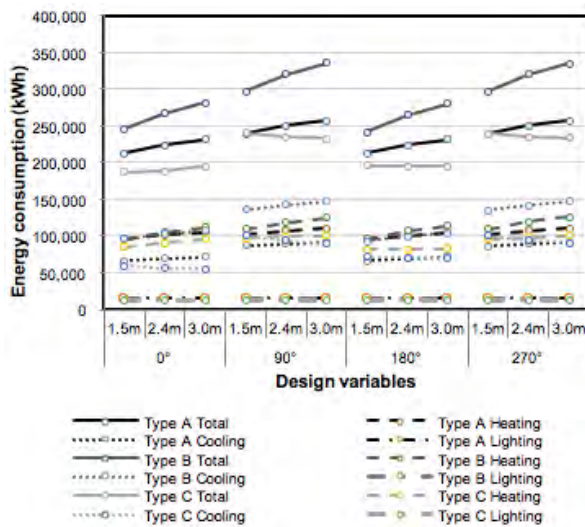 400,000
350,000
300,000
250,000
200,000
150,000
100,000
50,000
0
Energy consumption (kWh)
1.5m 2.4m 3.0m 1.5m 2.4m 3.0m 1.5m 2.4m 3.0m 1.5m 2.4m 3.0m
0° 90° 180° 270°
Design variables
Type A Total Type A Heating
Type A Cooling Type A Lighting
Type B Total Type B Heating
Type B Cooling Type B Lighting
Type C Total Type C Heating
Type C Cooling Type C Lighting